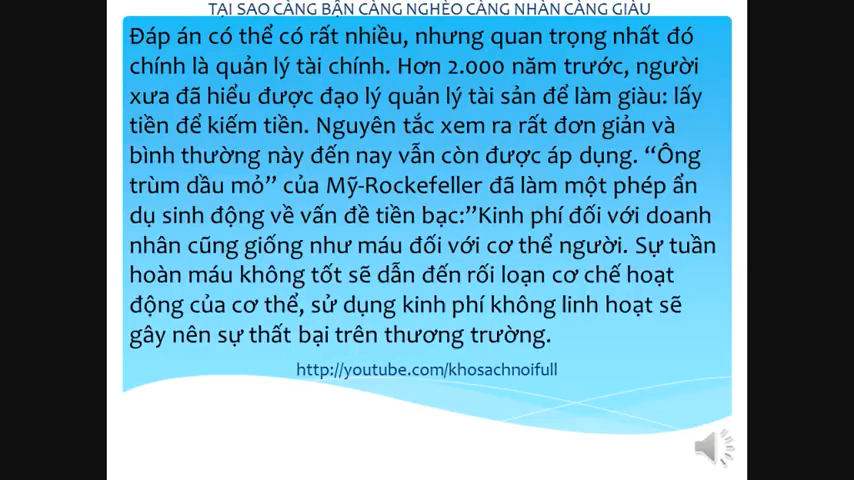 TẠI SAO CÀNG BẬN CÀNG NGHÈO CÀNG NHÀN CÀNG GIÀU
Đáp án có thể có rất nhiều, nhưng quan trọng nhất đó
chính là quản lý tài chính. Hơn 2.000 năm trước, người
xưa đã hiểu được đạo lý quản lý tài sản để làm giàu: lấy
tiền để kiếm tiền. Nguyên tắc xem ra rất đơn giản và
bình thường này đến nay vẫn còn được áp dụng. “Ông
trùm dầu mỏ” của Mỹ-Rockefeller đã làm một phép ẩn
dụ sinh động về vấn đề tiền bạc:”Kinh phí đối với doanh
nhân cũng giống như máu đối với cơ thể người. Sự tuần
hoàn máu không tốt sẽ dẫn đến rối loạn cơ chế hoạt
động của cơ thể, sử dụng kinh phí không linh hoạt sẽ
gây nên sự thất bại trên thương trường.
http://youtube.com/khosachnoifull